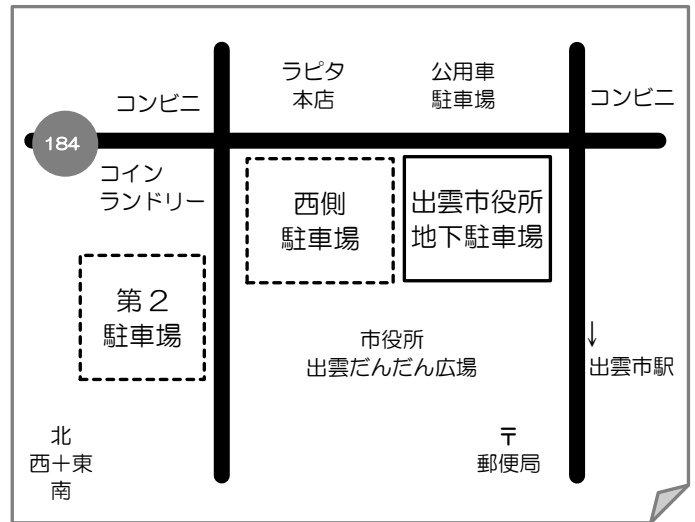 ラピタ
本店
公用車
駐車場
コンビニ
コンビニ
184
コイン
ランドリー
西側
駐車場
出雲市役所
地下駐車場
第２
駐車場
市役所
出雲だんだん広場
↓
出雲市駅
北
西＋東
南
〒
郵便局